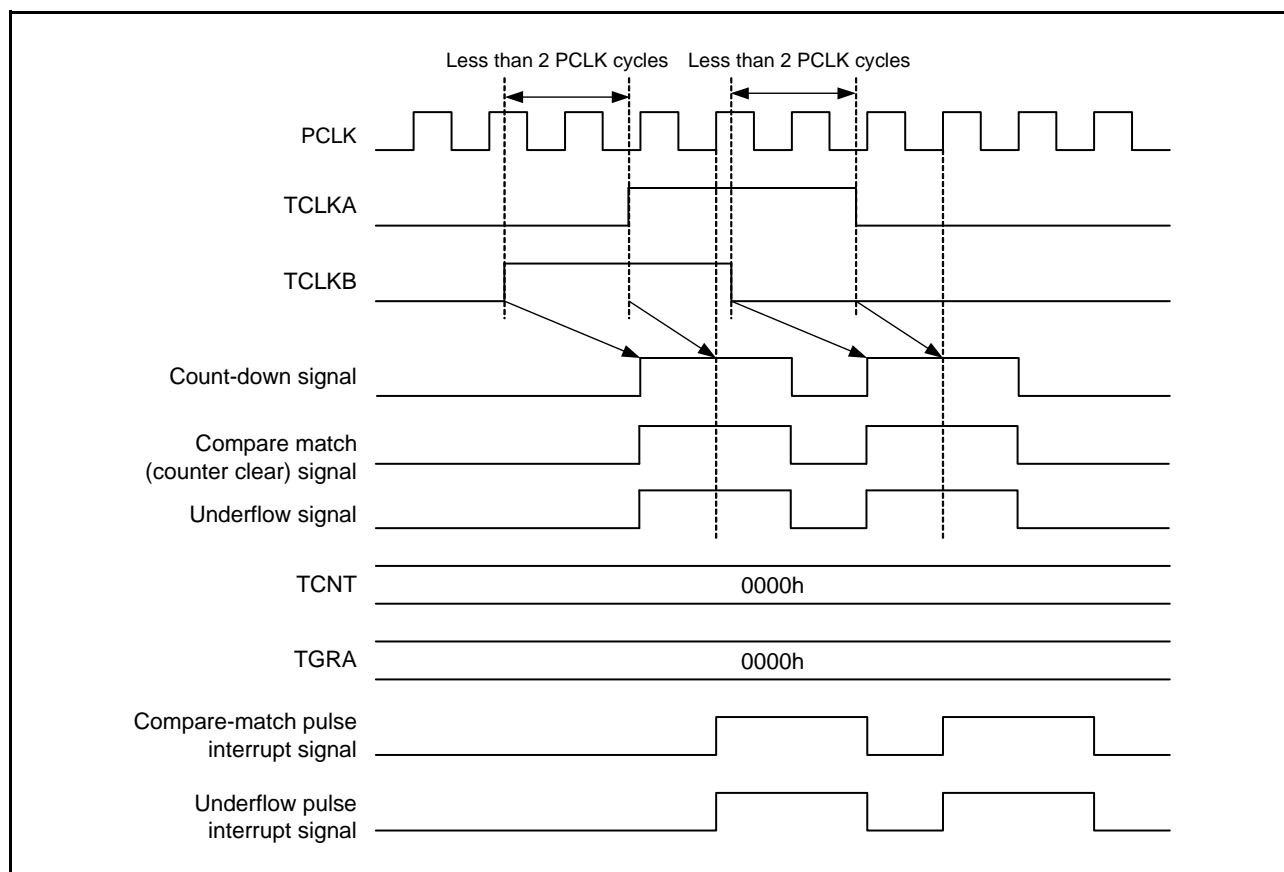 Less than 2 PCLK cycles
Less than 2 PCLK cycles
PCLK
TCLKA
TCLKB
Count-down signal
Compare match
(counter clear) signal
Underflow signal
TCNT
0000h
TGRA
0000h
Compare-match pulse
interrupt signal
Underflow pulse
interrupt signal